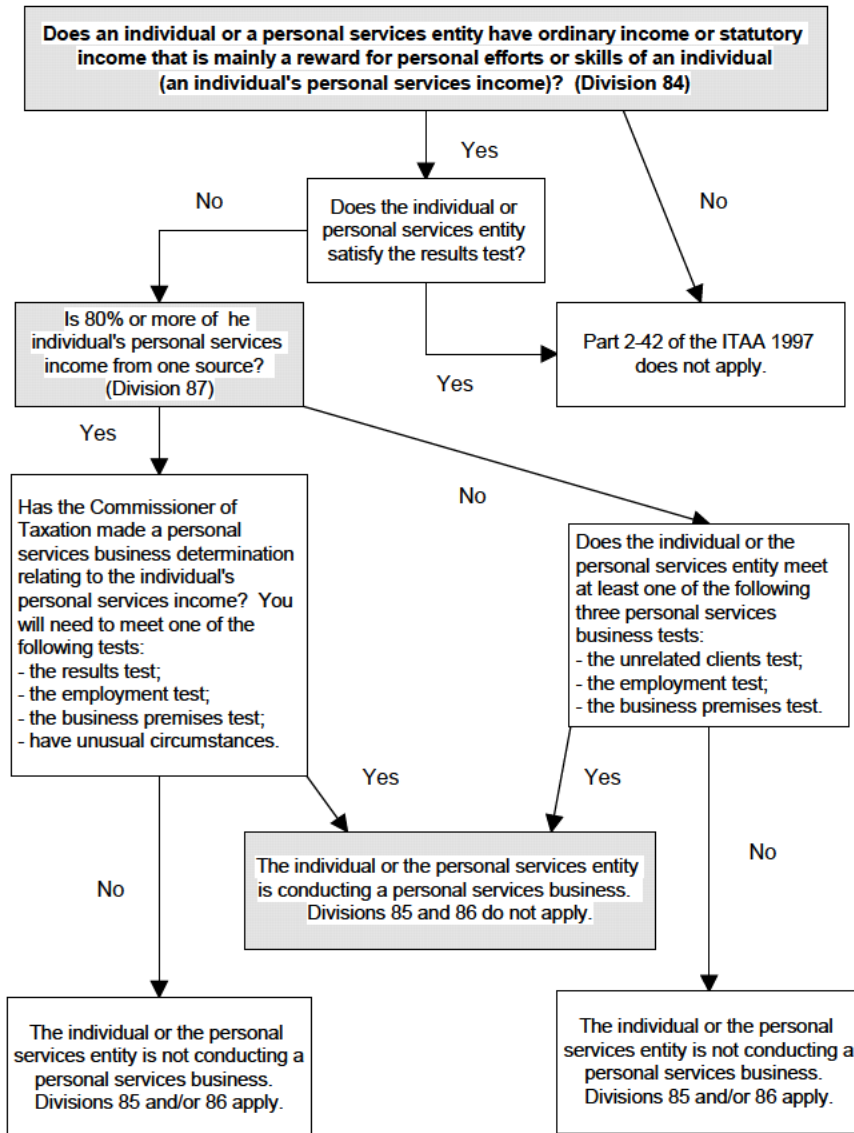 Does an individual or a personal services entity have ordinary income or statutory
income that is mainly a reward for personal efforts or skills of an individual
(an individual's personal services income)? (Division 84)
Yes
No
No
Does the individual or
personal services entity
satisfy the results test?
Is 80% or more of he
individual's personal services
income from one source?
(Division 87)
Yes
Part 2-42 of the ITAA 1997
does not apply.
Yes
No
Has the Commissioner of
Taxation made a personal
services business determination
relating to the individual's
personal services income? You
will need to meet one of the
following tests:
- the results test;
- the employment test;
- the business premises test;
- have unusual circumstances.
Does the individual or the
personal services entity meet
at least one of the following
three personal services
business tests:
- the unrelated clients test;
- the employment test;
- the business premises test.
Yes
Yes
No
No
The individual or the personal services entity
is conducting a personal services business.
Divisions 85 and 86 do not apply.
The individual or the personal
services entity is not conducting a
personal services business.
Divisions 85 and/or 86 apply.
The individual or the personal
services entity is not conducting a
personal services business.
Divisions 85 and/or 86 apply.